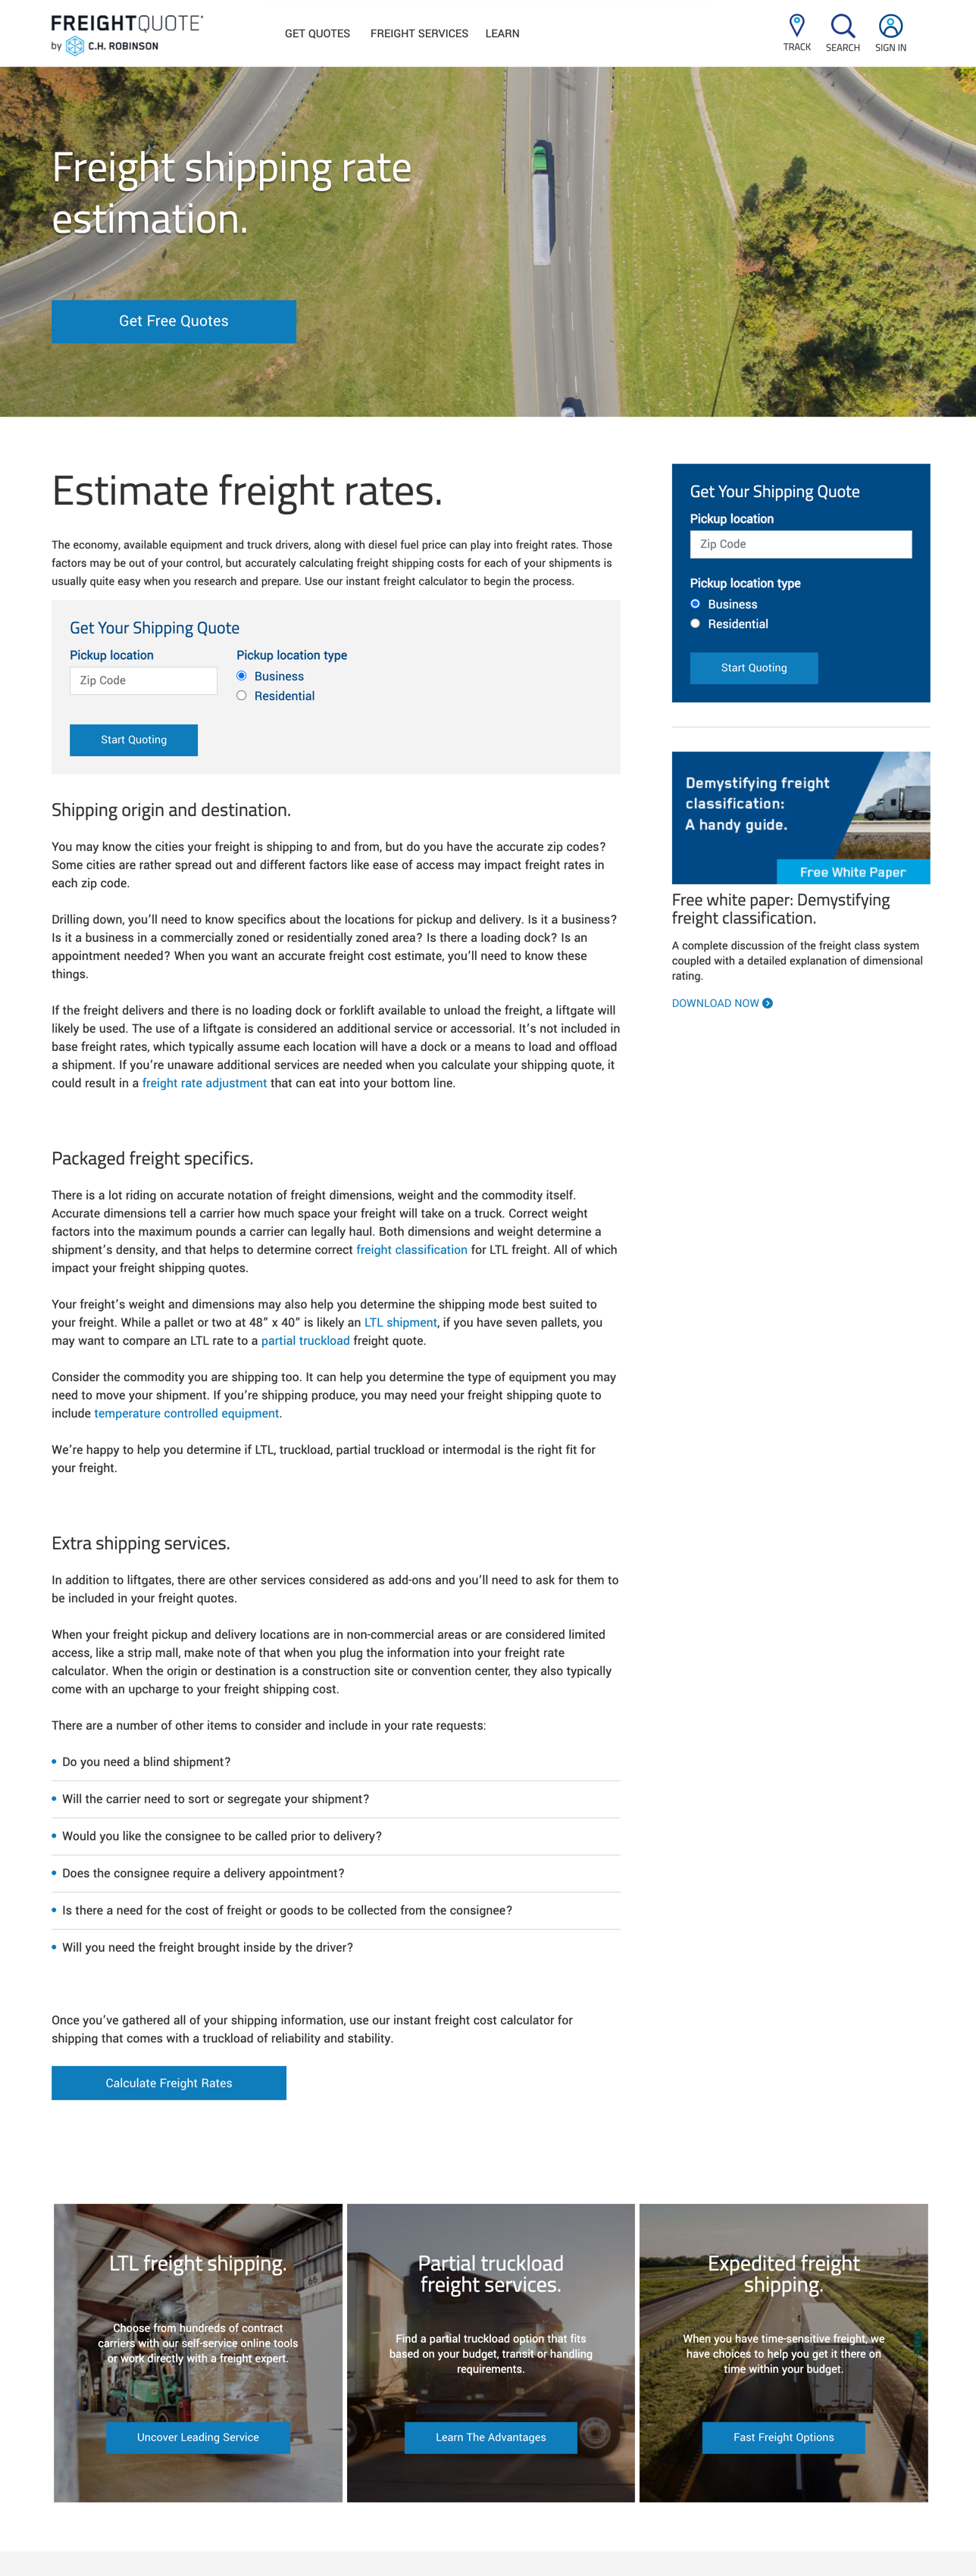 FREIGHTQUOTE®
by C.H. ROBINSON
GET QUOTES FREIGHT SERVICES LEARN
TRACK SEARCH SIGN IN
Freight shipping rate
estimation.
Get Free Quotes
Estimate freight rates.
The economy, available equipment and truck drivers, along with diesel fuel price can play into freight rates. Those
factors may be out of your control, but accurately calculating freight shipping costs for each of your shipments is
usually quite easy when you research and prepare. Use our instant freight calculator to begin the process.
Get Your Shipping Quote
Pickup location
Zip Code
Pickup location type
Business
Residential
Start Quoting
Shipping origin and destination.
You may know the cities your freight is shipping to and from, but do you have the accurate zip codes?
Some cities are rather spread out and different factors like ease of access may impact freight rates in
each zip code.
Drilling down, you’ll need to know specifics about the locations for pickup and delivery. Is it a business?
Is it a business in a commercially zoned or residentially zoned area? Is there a loading dock? Is an
appointment needed? When you want an accurate freight cost estimate, you’ll need to know these
things.
If the freight delivers and there is no loading dock or forklift available to unload the freight, a liftgate will
likely be used. The use of a liftgate is considered an additional service or accessorial. It’s not included in
base freight rates, which typically assume each location will have a dock or a means to load and offload
a shipment. If you’re unaware additional services are needed when you calculate your shipping quote, it
could result in a freight rate adjustment that can eat into your bottom line.
Packaged freight specifics.
There is a lot riding on accurate notation of freight dimensions, weight and the commodity itself.
Accurate dimensions tell a carrier how much space your freight will take on a truck. Correct weight
factors into the maximum pounds a carrier can legally haul. Both dimensions and weight determine a
shipment’s density, and that helps to determine correct freight classification for LTL freight. All of which
impact your freight shipping quotes.
Your freight’s weight and dimensions may also help you determine the shipping mode best suited to
your freight. While a pallet or two at 48” x 40” is likely an LTL shipment, if you have seven pallets, you
may want to compare an LTL rate to a partial truckload freight quote.
Consider the commodity you are shipping too. It can help you determine the type of equipment you may
need to move your shipment. If you’re shipping produce, you may need your freight shipping quote to
include temperature controlled equipment.
We’re happy to help you determine if LTL, truckload, partial truckload or intermodal is the right fit for
your freight.
Extra shipping services.
In addition to liftgates, there are other services considered as add-ons and you’ll need to ask for them to
be included in your freight quotes.
When your freight pickup and delivery locations are in non-commercial areas or are considered limited
access, like a strip mall, make note of that when you plug the information into your freight rate
calculator. When the origin or destination is a construction site or convention center, they also typically
come with an upcharge to your freight shipping cost.
There are a number of other items to consider and include in your rate requests:
• Do you need a blind shipment?
• Will the carrier need to sort or segregate your shipment?
• Would you like the consignee to be called prior to delivery?
• Does the consignee require a delivery appointment?
• Is there a need for the cost of freight or goods to be collected from the consignee?
• Will you need the freight brought inside by the driver?
Once you’ve gathered all of your shipping information, use our instant freight cost calculator for
shipping that comes with a truckload of reliability and stability.
Calculate Freight Rates
Get Your Shipping Quote
Pickup location
Zip Code
Pickup location type
Business
Residential
Start Quoting
Demystifying freight
classification:
A handy guide.
Free White Paper
Free white paper: Demystifying
freight classification.
A complete discussion of the freight class system
coupled with a detailed explanation of dimensional
rating.
DOWNLOAD NOW
LTL freight shipping.
Choose from hundreds of contract
carriers with our self-service online tools
or work directly with a freight expert.
Uncover Leading Service
Partial truckload
freight services.
Find a partial truckload option that fits
based on your budget, transit or handling
requirements.
Learn The Advantages
Expedited freight
shipping.
When you have time-sensitive freight, we
have choices to help you get it there on
time within your budget.
Fast Freight Options
66